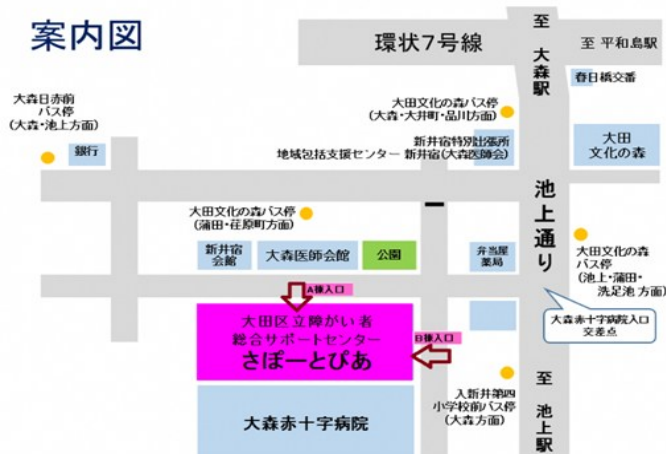 案内図
環状7号線
至 大森駅
至 平和島駅
春日橋交番
大森日赤前
バス停
(大森・池上方面)
銀行
大田文化の森バス停
(大森・大井町・品川方面)
新井宿特別出張所
地域包括支援センター 新井宿(大森医師会)
大田
文化の森
池上通り
大田文化の森バス停
(蒲田・荏原町方面)
新井宿
会館
大森医師会館
公園
弁当屋
薬局
大田文化の森
バス停
(池上・蒲田・
洗足池 方面)
A棟入口
大森赤十字病院入口
交差点
大田区立障がい者
総合サポートセンター
さぽーとぴあ
B棟入口
入新井第四
小学校前バス停
(大森方面)
至 池上駅
大森赤十字病院